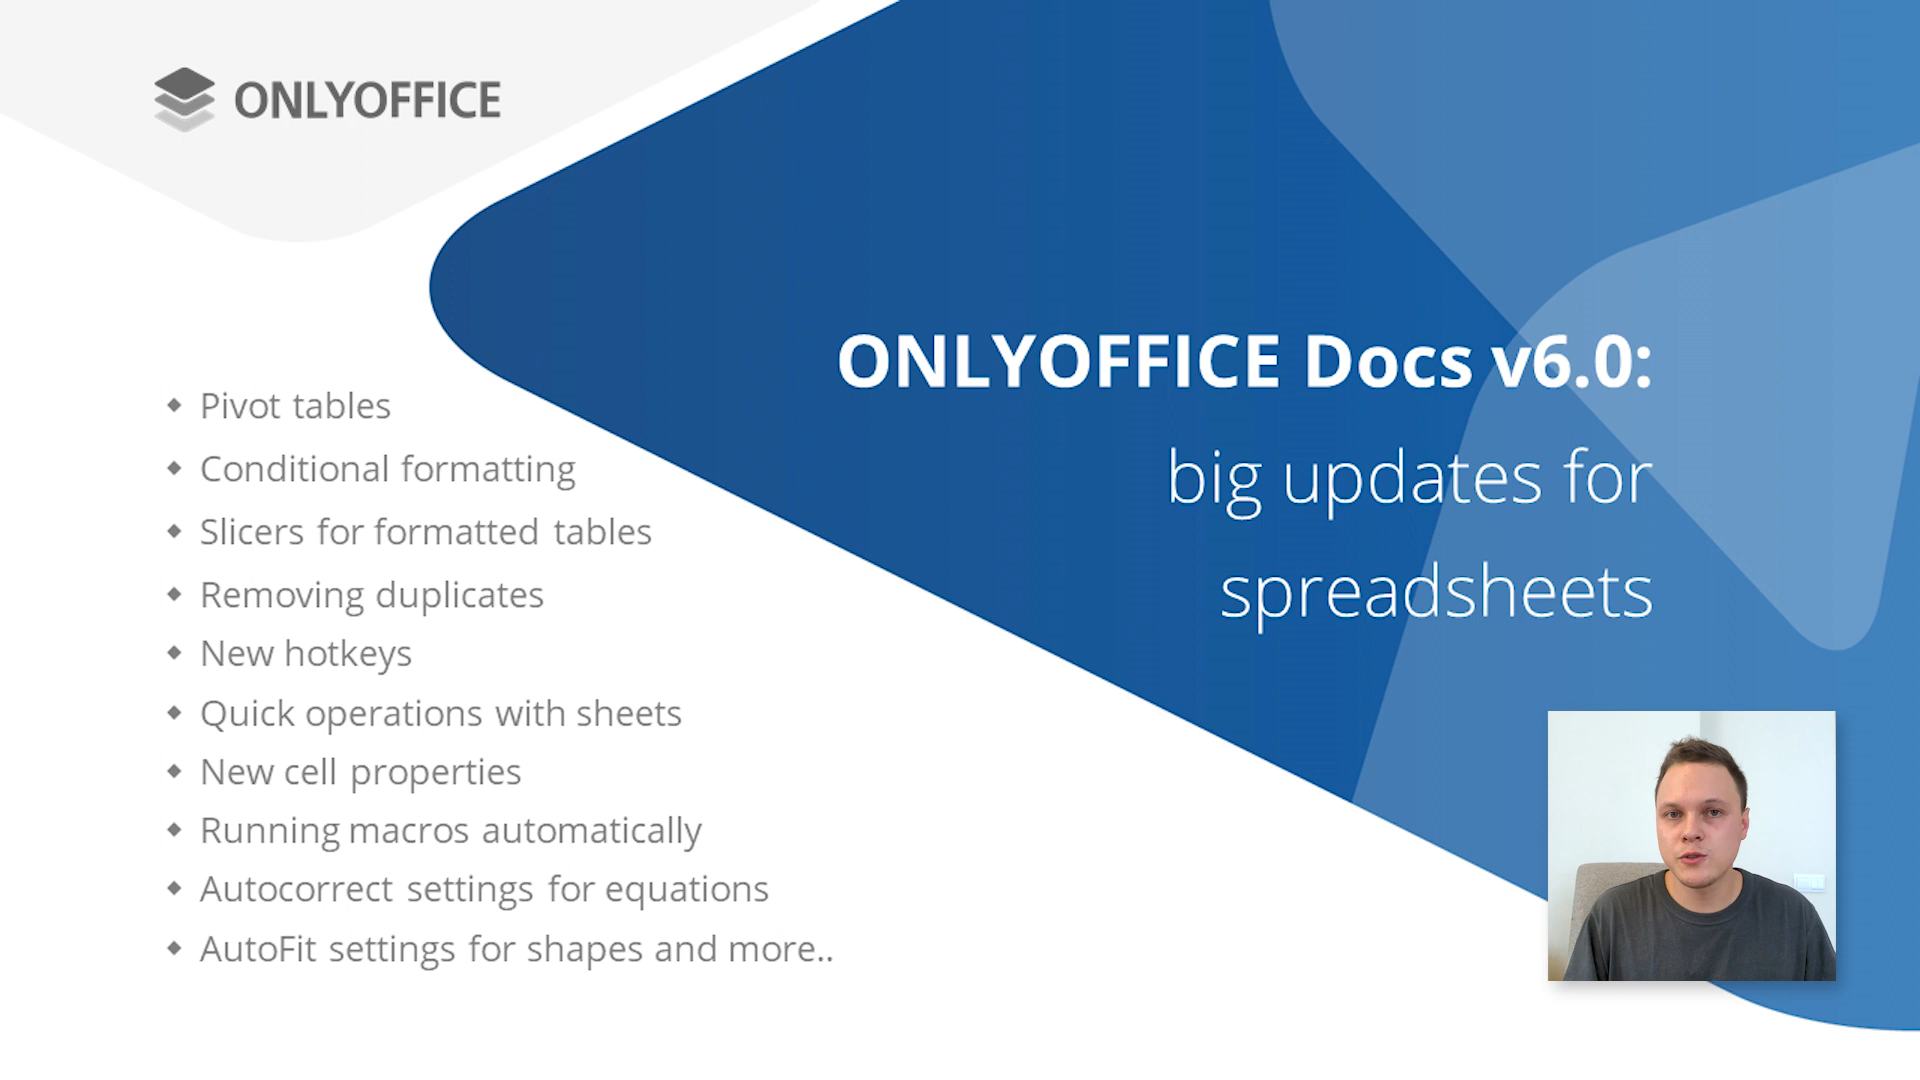 ONLYOFFICE
ONLYOFFICE Docs v6.0:
big updates for
spreadsheets
Pivot tables
Conditional formatting
Slicers for formatted tables
Removing duplicates
New hotkeys
Quick operations with sheets
New cell properties
Running macros automatically
Autocorrect settings for equations
AutoFit settings for shapes and more..